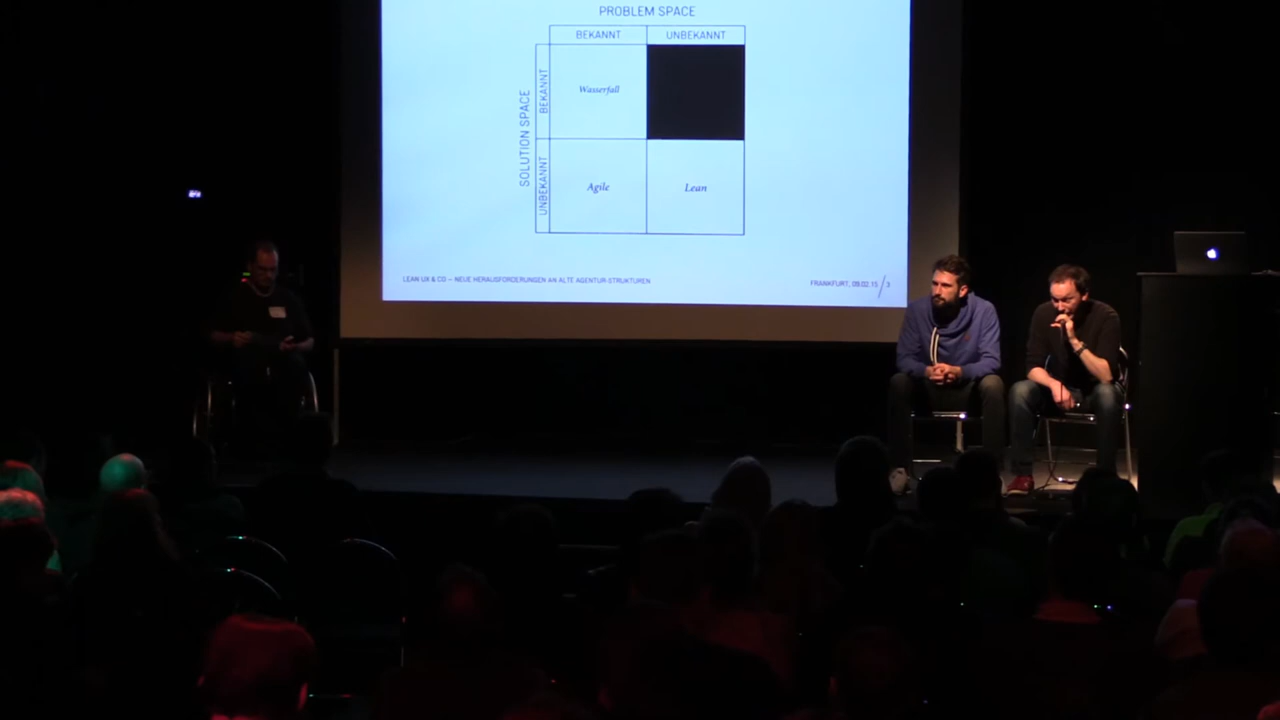 PROBLEM SPACE
BEKANNT UNBEKANNT
SOLUTION SPACE
BEKANNT
Wasserfall
UNBEKANNT
Agile
Lean
LEAN UX & CO – NEUE HERAUSFORDERUNGEN AN ALTE AGENTUR-STRUKTUREN
FRANKFURT, 09.02.15 / 3